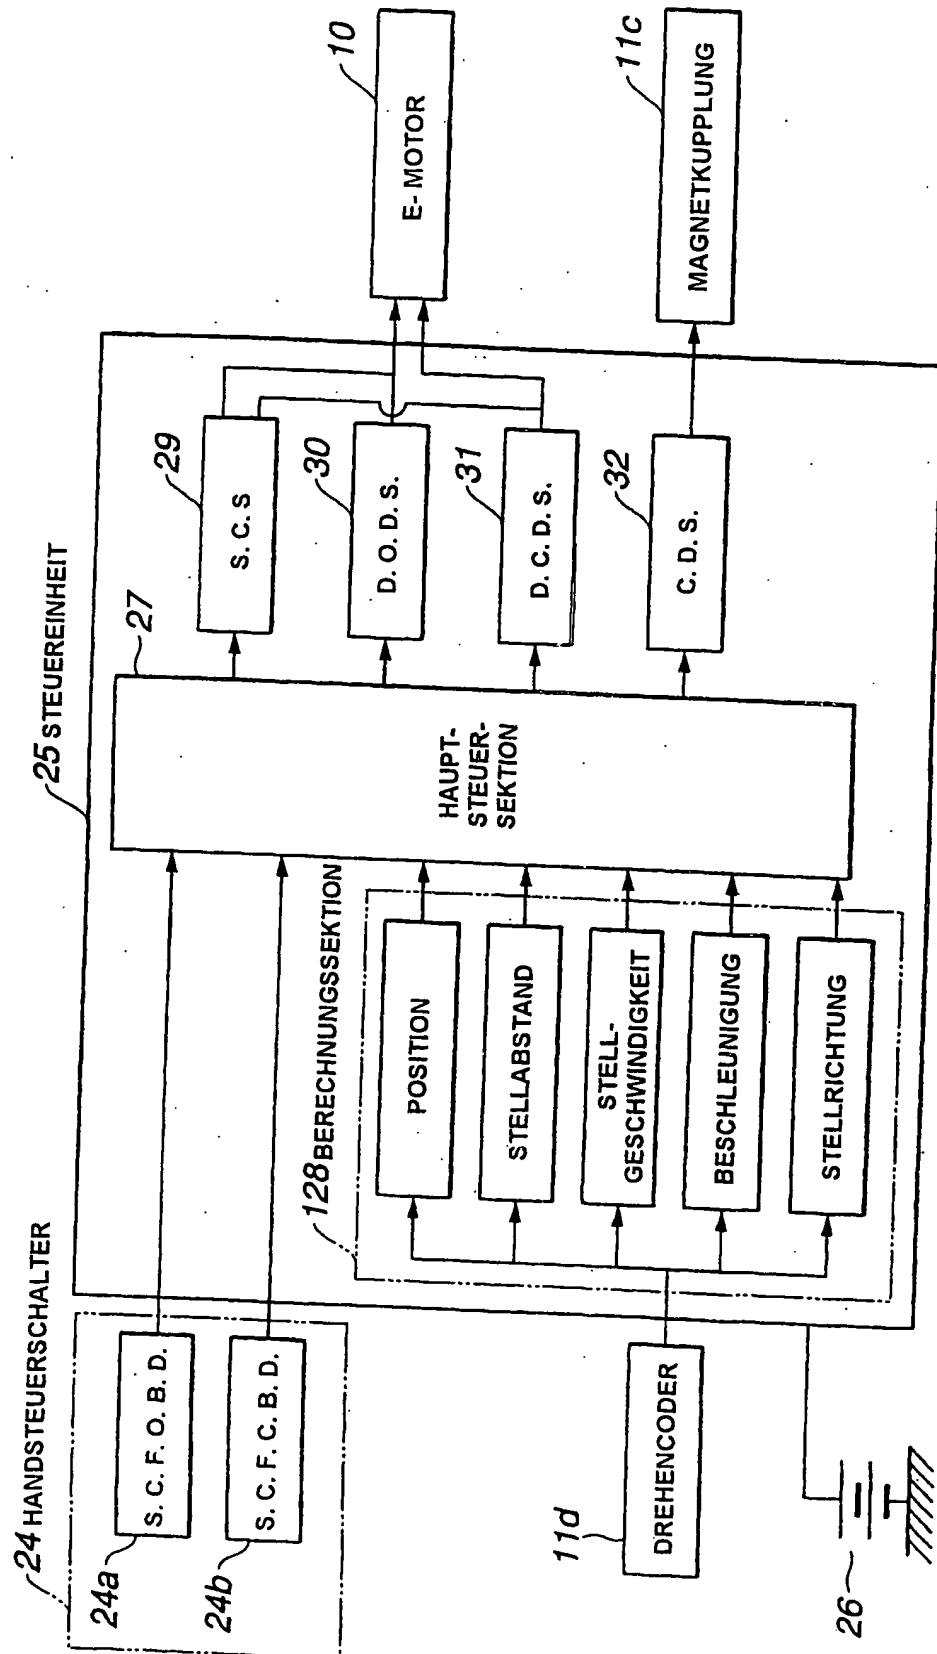 24 HANDSTEUERSCHALTER
24a
S. C. F. O. B. D.
24b
S. C. F. C. B. D.
25 STEUEREINHEIT
128 BERECHNUNGSSEKTION
POSITION
STELLABSTAND
STELL-
GESCHWINDIGKEIT
BESCHLEUNIGUNG
STELLRICHTUNG
11d
DREHENCODER
26
27
HAUPT-
STEUER-
SEKTION
29
S. C. S
30
D. O. D. S.
31
D. C. D. S.
32
C. D. S.
10
E- MOTOR
11c
MAGNETKUPPLUNG